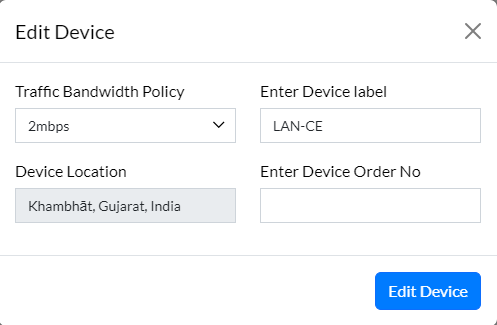 Edit Device
Traffic Bandwidth Policy
Enter Device label
2mbps
LAN-CE
Device Location
Enter Device Order No
Khambhāt, Gujarat, India
Edit Device